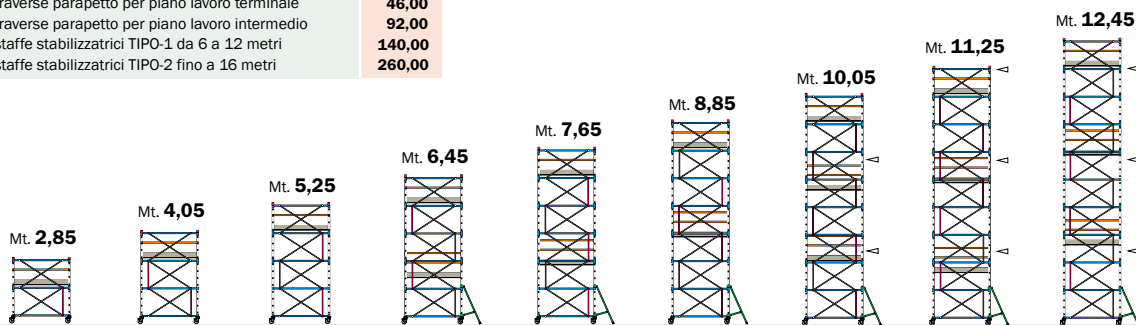 traverse parapetto per piano lavoro terminale 46,00
traverse parapetto per piano lavoro intermedio 92,00
staffe stabilizzatrici TIPO-1 da 6 a 12 metri 140,00
staffe stabilizzatrici TIPO-2 fino a 16 metri 260,00
Mt. 2,85
Mt. 4,05
Mt. 5,25
Mt. 6,45
Mt. 7,65
Mt. 8,85
Mt. 10,05
Mt. 11,25
Mt. 12,45